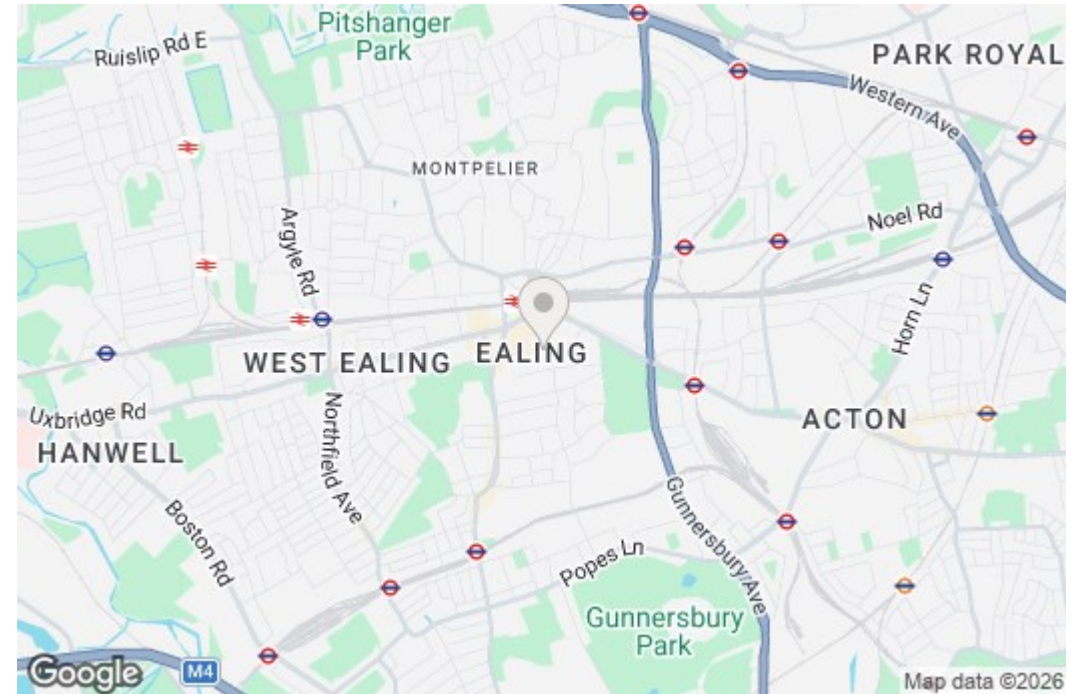 Pitshanger
Park
Ruislip Rd E
PARK ROYAL
Western Ave
MONTPELIER
Argyle Rd
Noel Rd
Horn Ln
WEST EALING
EALING
Uxbridge Rd
HANWELL
Northfield Ave
ACTON
Boston Rd
Gunnersbury Ave
Popes Ln
Gunnersbury
Park
Google
M4
Map data ©2026